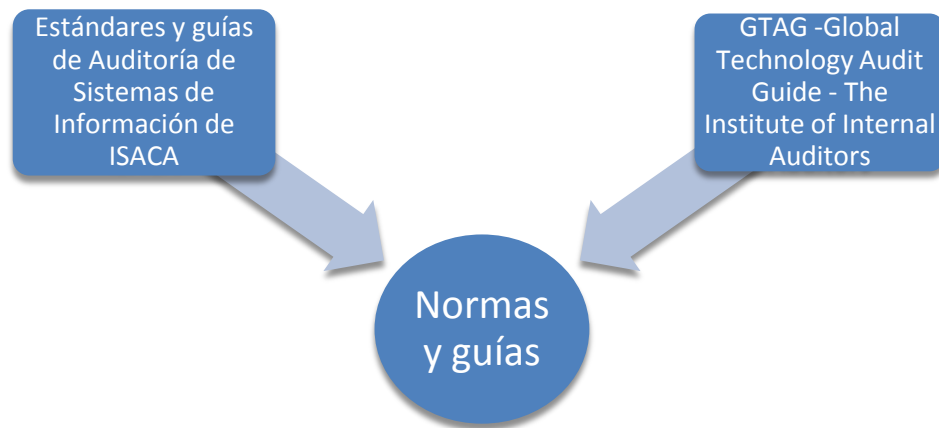 Estándares y guías
de Auditoría de
Sistemas de
Información de
ISACA
GTAG -Global
Technology Audit
Guide - The
Institute of Internal
Auditors
Normas
y guías